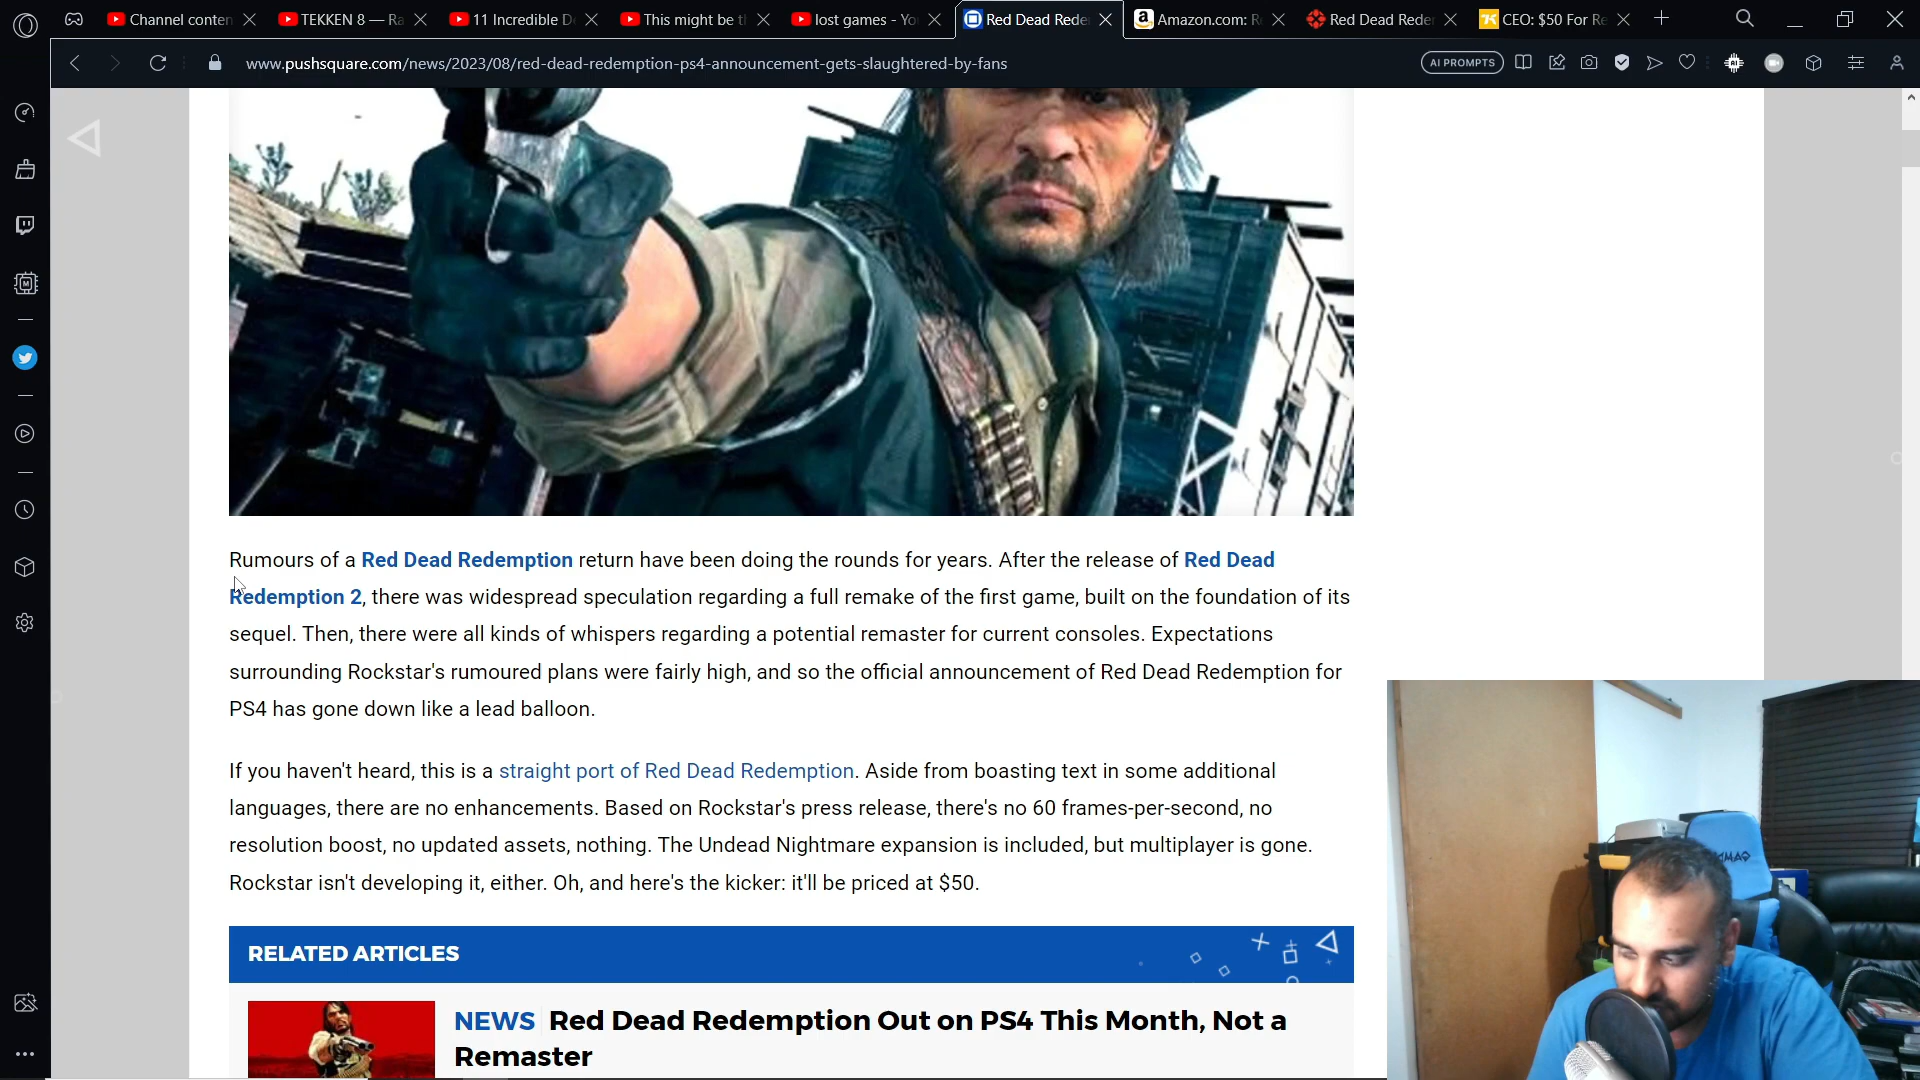 Channel conten
TEKKEN 8 — Ra
11 Incredible D
This might be t
lost games - Yo
Red Dead Rede
Amazon.com: R
Red Dead Rede
CEO: $50 For Re
www.pushsquare.com/news/2023/08/red-dead-redemption-ps4-announcement-gets-slaughtered-by-fans
AI PROMPTS
Rumours of a Red Dead Redemption return have been doing the rounds for years. After the release of Red Dead
Redemption 2, there was widespread speculation regarding a full remake of the first game, built on the foundation of its
sequel. Then, there were all kinds of whispers regarding a potential remaster for current consoles. Expectations
surrounding Rockstar's rumoured plans were fairly high, and so the official announcement of Red Dead Redemption for
PS4 has gone down like a lead balloon.
If you haven't heard, this is a straight port of Red Dead Redemption. Aside from boasting text in some additional
languages, there are no enhancements. Based on Rockstar's press release, there's no 60 frames-per-second, no
resolution boost, no updated assets, nothing. The Undead Nightmare expansion is included, but multiplayer is gone.
Rockstar isn't developing it, either. Oh, and here's the kicker: it'll be priced at $50.
RELATED ARTICLES
NEWS Red Dead Redemption Out on PS4 This Month, Not a
Remaster